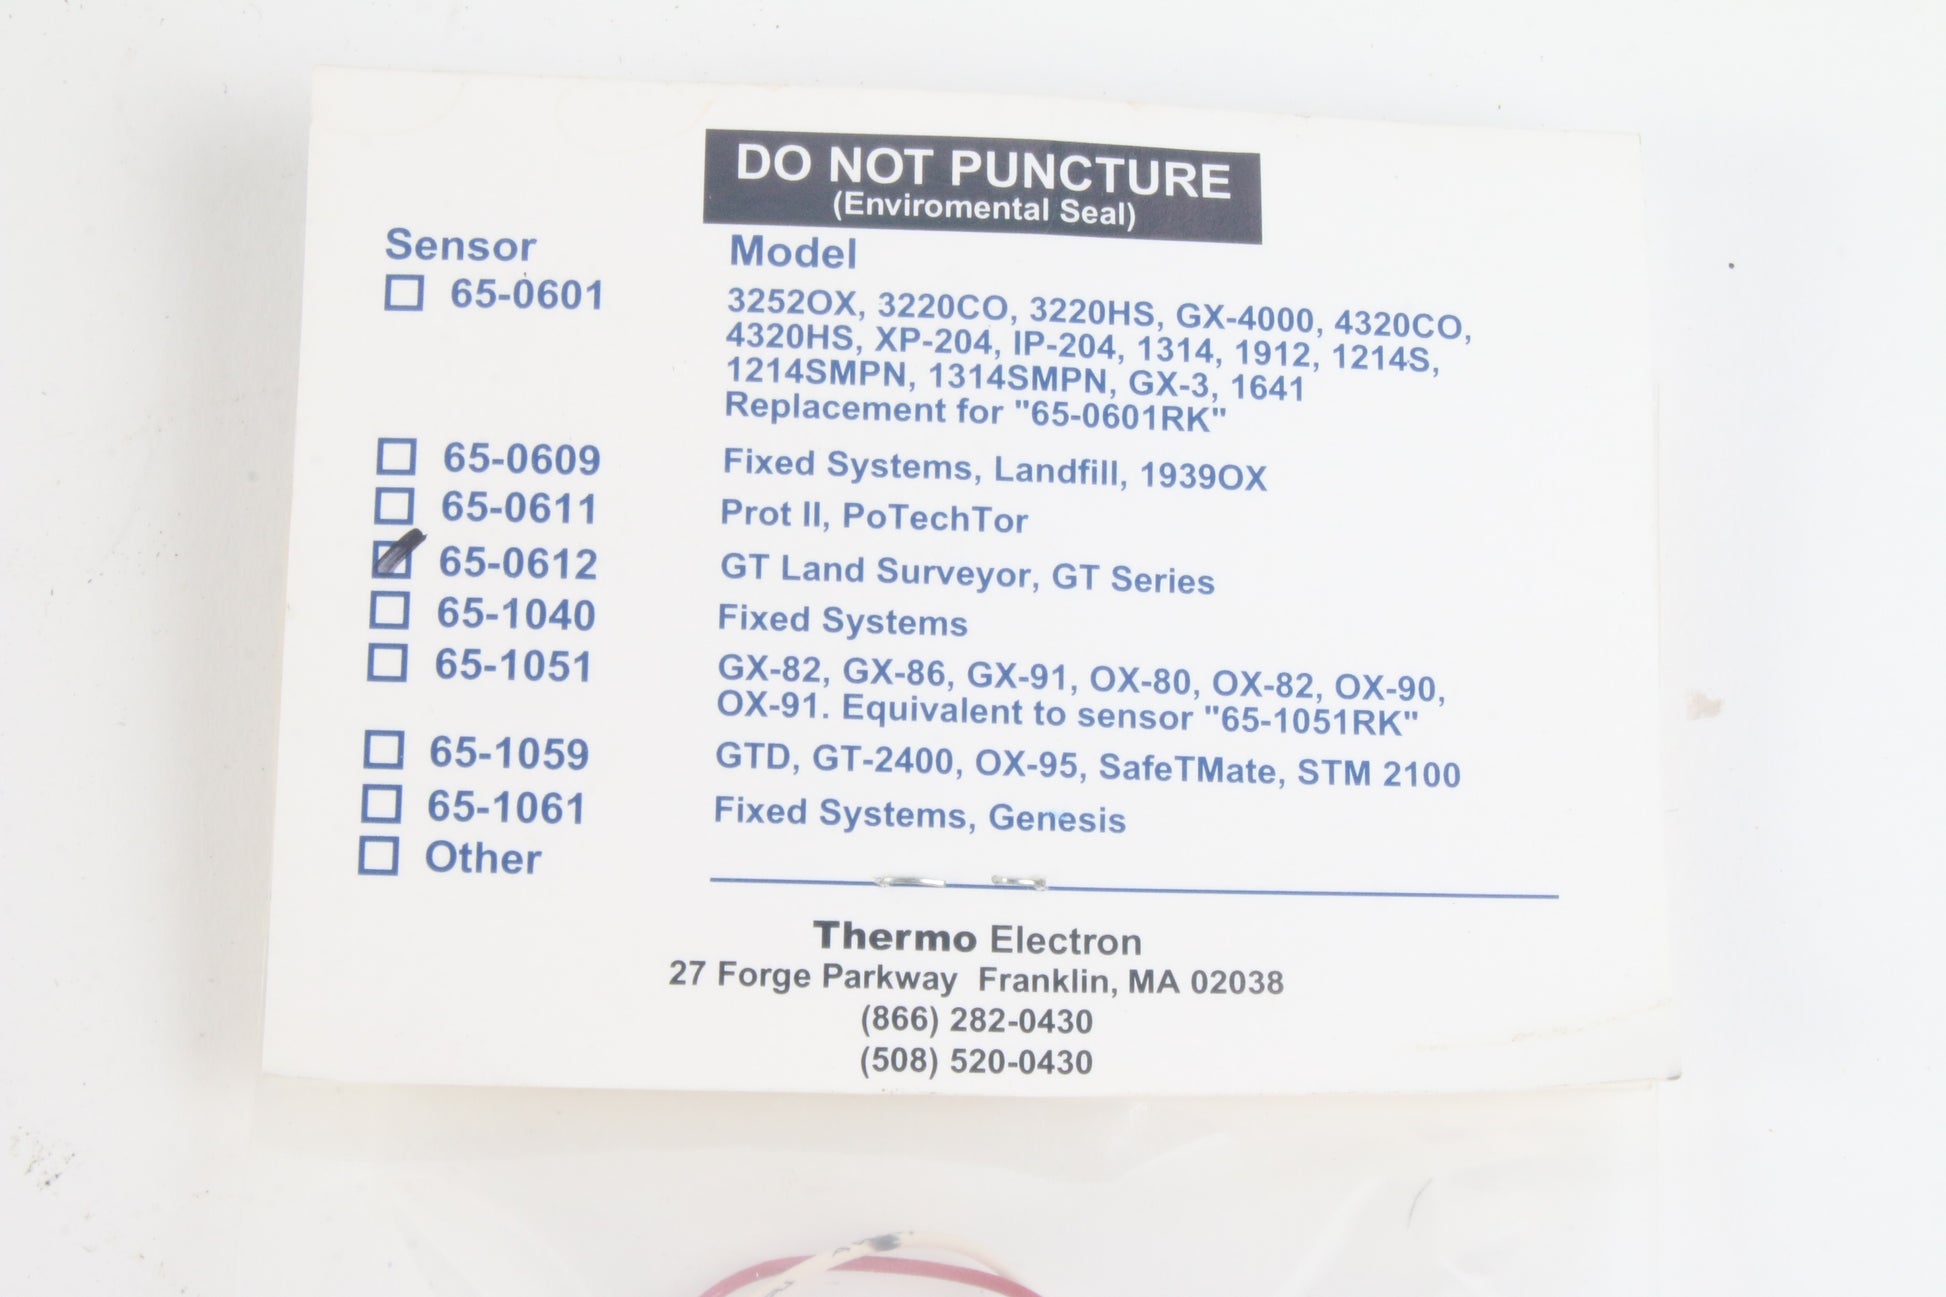 DO NOT PUNCTURE
(Enviromental Seal)
Sensor Model
65-0601 3252OX, 3220CO, 3220HS, GX-4000, 4320CO,
4320HS, XP-204, IP-204, 1314, 1912, 1214S,
1214SMPN, 1314SMPN, GX-3, 1641
Replacement for "65-0601RK"
65-0609 Fixed Systems, Landfill, 1939OX
65-0611 Prot II, PoTechTor
65-0612 GT Land Surveyor, GT Series
65-1040 Fixed Systems
65-1051 GX-82, GX-86, GX-91, OX-80, OX-82, OX-90,
OX-91. Equivalent to sensor "65-1051RK"
65-1059 GTD, GT-2400, OX-95, SafeTMate, STM 2100
65-1061 Fixed Systems, Genesis
Other
Thermo Electron
27 Forge Parkway Franklin, MA 02038
(866) 282-0430
(508) 520-0430